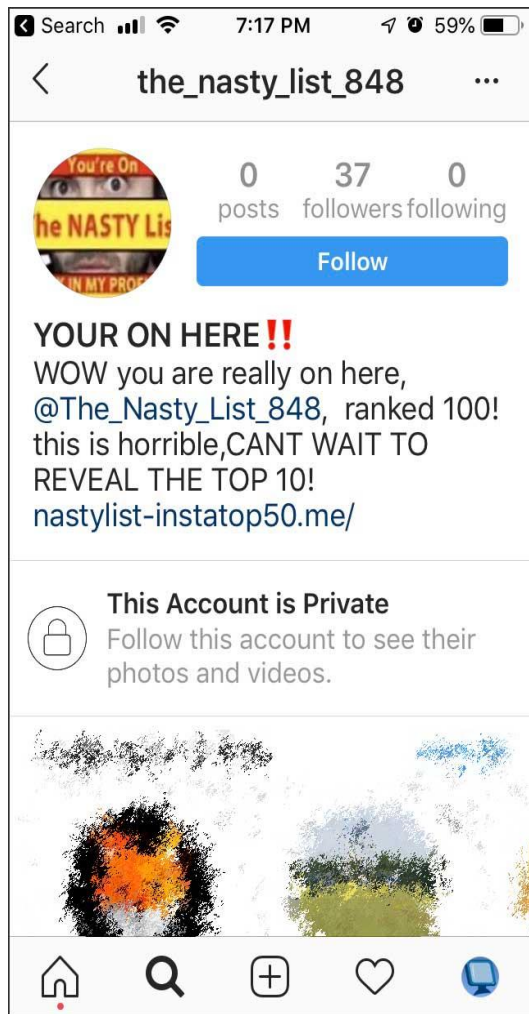 Search 7:17 PM 59%
the_nasty_list_848 ...
You're On
he NASTY Lis
IN MY PROF
0 37 0
posts followers following
Follow
YOUR ON HERE‼️
WOW you are really on here,
@The_Nasty_List_848, ranked 100!
this is horrible,CANT WAIT TO
REVEAL THE TOP 10!
nastylist-instatop50.me/
This Account is Private
Follow this account to see their
photos and videos.